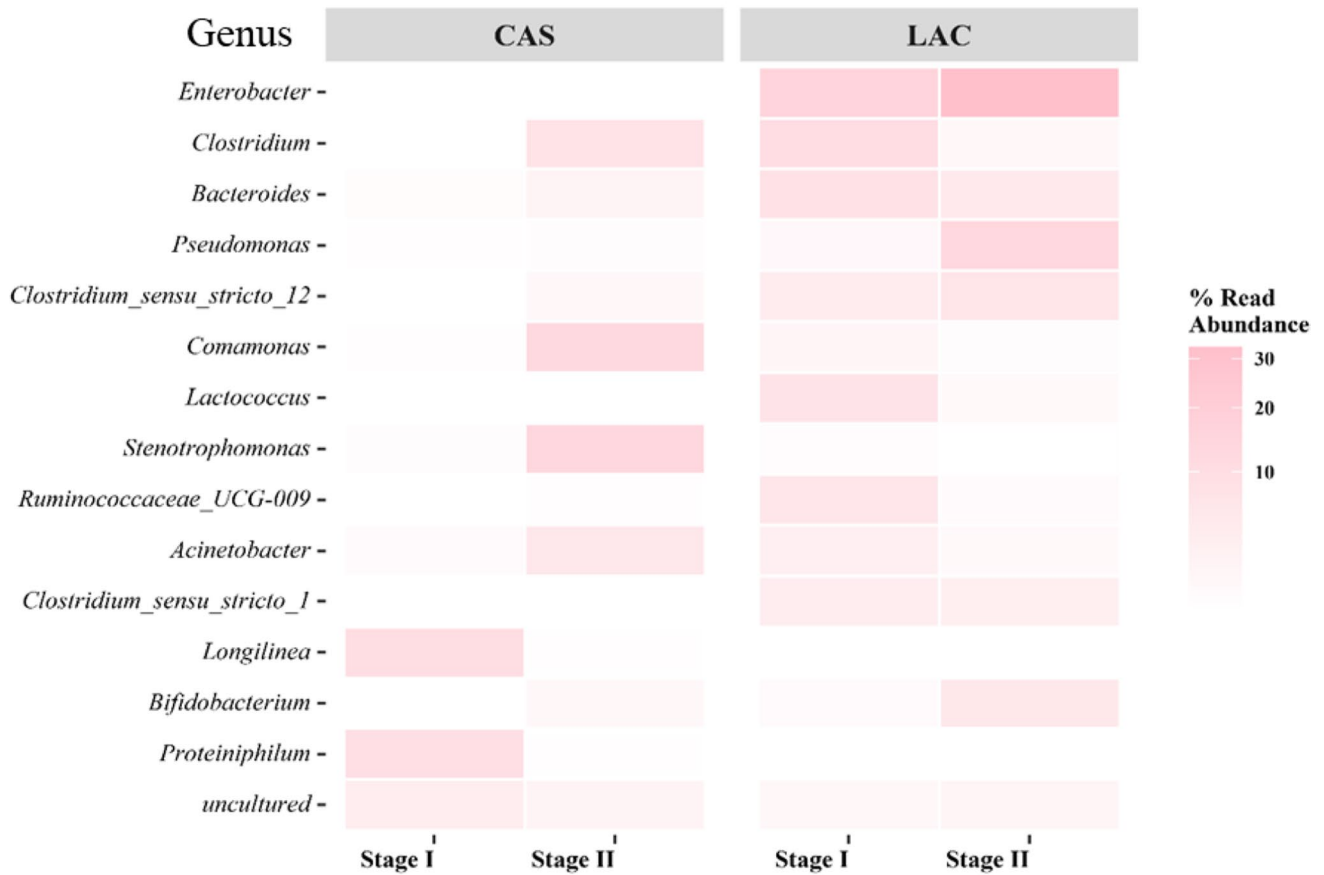 Genus
CAS
LAC
Enterobacter
Clostridium
Bacteroides
Pseudomonas
Clostridium_sensu_stricto_12
Comamonas
Lactococcus
Stenotrophomonas
Ruminococcaceae_UCG-009
Acinetobacter
Clostridium_sensu_stricto_1
Longilinea
Bifidobacterium
Proteiniphilum
uncultured
Stage I
Stage II
Stage I
Stage II
% Read
Abundance
30
20
10